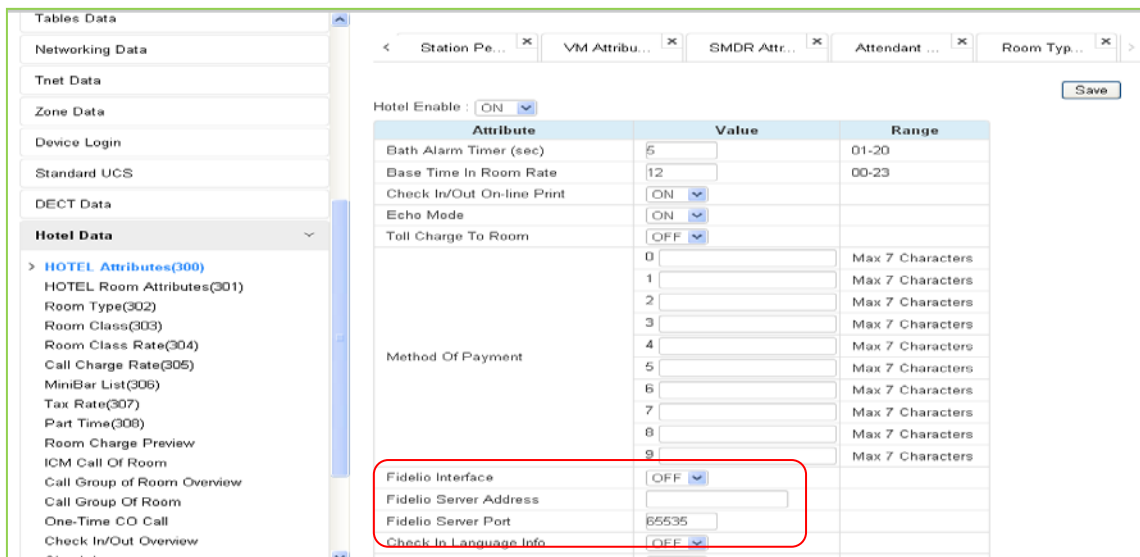 Tables Data
Networking Data
Tnet Data
Zone Data
Device Login
Standard UCS
DECT Data
Hotel Data
HOTEL Attributes(300)
HOTEL Room Attributes(301)
Room Type(302)
Room Class(303)
Room Class Rate(304)
Call Charge Rate(305)
MiniBar List(306)
Tax Rate(307)
Part Time(308)
Room Charge Preview
ICM Call Of Room
Call Group of Room Overview
Call Group Of Room
One-Time CO Call
Check In/Out Overview
Station Pe... VM Attribu... SMDR Attr... Attendant ... Room Typ...
Save
Hotel Enable : ON
Attribute Value Range
Bath Alarm Timer (sec) 5 01-20
Base Time In Room Rate 12 00-23
Check In/Out On-line Print ON
Echo Mode ON
Toll Charge To Room OFF
Method Of Payment
0 Max 7 Characters
1 Max 7 Characters
2 Max 7 Characters
3 Max 7 Characters
4 Max 7 Characters
5 Max 7 Characters
6 Max 7 Characters
7 Max 7 Characters
8 Max 7 Characters
9 Max 7 Characters
Fidelio Interface OFF
Fidelio Server Address
Fidelio Server Port 65535
Check In Language Info OFF